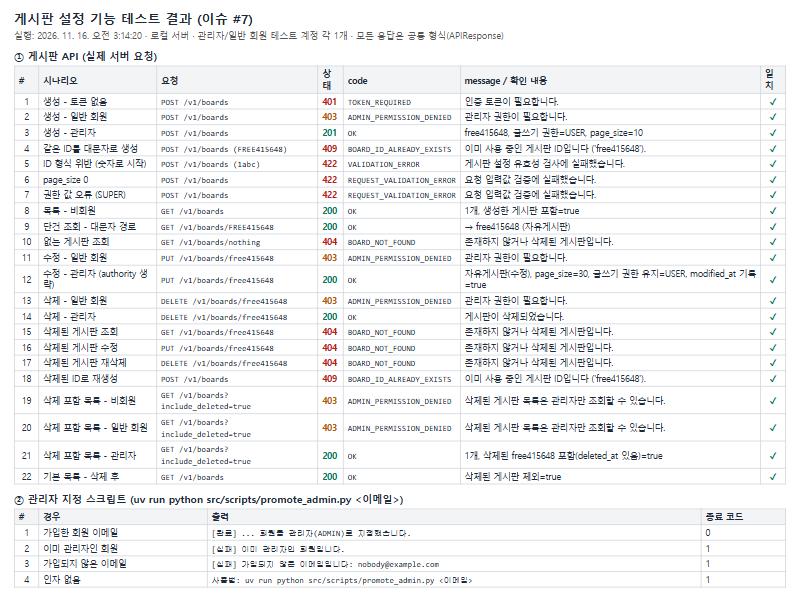 게시판 설정 기능 테스트 결과 (이슈 #7)
실행: 2026. 11. 16. 오전 3:14:20 · 로컬 서버 · 관리자/일반 회원 테스트 계정 각 1개 · 모든 응답은 공통 형식(APIResponse)
① 게시판 API (실제 서버 요청)
# 시나리오 요청 상태 code message / 확인 내용 일치
1 생성 - 토큰 없음 POST /v1/boards 401 TOKEN_REQUIRED 인증 토큰이 필요합니다. ✓
2 생성 - 일반 회원 POST /v1/boards 403 ADMIN_PERMISSION_DENIED 관리자 권한이 필요합니다. ✓
3 생성 - 관리자 POST /v1/boards 201 OK free415648, 글쓰기 권한=USER, page_size=10 ✓
4 같은 ID를 대문자로 생성 POST /v1/boards (FREE415648) 409 BOARD_ID_ALREADY_EXISTS 이미 사용 중인 게시판 ID입니다 ('free415648'). ✓
5 ID 형식 위반 (숫자로 시작) POST /v1/boards (1abc) 422 VALIDATION_ERROR 게시판 설정 유효성 검사에 실패했습니다. ✓
6 page_size 0 POST /v1/boards 422 REQUEST_VALIDATION_ERROR 요청 입력값 검증에 실패했습니다. ✓
7 권한 값 오류 (SUPER) POST /v1/boards 422 REQUEST_VALIDATION_ERROR 요청 입력값 검증에 실패했습니다. ✓
8 목록 - 비회원 GET /v1/boards 200 OK 1개, 생성한 게시판 포함=true ✓
9 단건 조회 - 대문자 경로 GET /v1/boards/FREE415648 200 OK → free415648 (자유게시판) ✓
10 없는 게시판 조회 GET /v1/boards/nothing 404 BOARD_NOT_FOUND 존재하지 않거나 삭제된 게시판입니다. ✓
11 수정 - 일반 회원 PUT /v1/boards/free415648 403 ADMIN_PERMISSION_DENIED 관리자 권한이 필요합니다. ✓
12 수정 - 관리자 (authority 생략) PUT /v1/boards/free415648 200 OK 자유게시판(수정), page_size=30, 글쓰기 권한 유지=USER, modified_at 기록=true ✓
13 삭제 - 일반 회원 DELETE /v1/boards/free415648 403 ADMIN_PERMISSION_DENIED 관리자 권한이 필요합니다. ✓
14 삭제 - 관리자 DELETE /v1/boards/free415648 200 OK 게시판이 삭제되었습니다. ✓
15 삭제된 게시판 조회 GET /v1/boards/free415648 404 BOARD_NOT_FOUND 존재하지 않거나 삭제된 게시판입니다. ✓
16 삭제된 게시판 수정 PUT /v1/boards/free415648 404 BOARD_NOT_FOUND 존재하지 않거나 삭제된 게시판입니다. ✓
17 삭제된 게시판 재삭제 DELETE /v1/boards/free415648 404 BOARD_NOT_FOUND 존재하지 않거나 삭제된 게시판입니다. ✓
18 삭제된 ID로 재생성 POST /v1/boards 409 BOARD_ID_ALREADY_EXISTS 이미 사용 중인 게시판 ID입니다 ('free415648'). ✓
19 삭제 포함 목록 - 비회원 GET /v1/boards?include_deleted=true 403 ADMIN_PERMISSION_DENIED 삭제된 게시판 목록은 관리자만 조회할 수 있습니다. ✓
20 삭제 포함 목록 - 일반 회원 GET /v1/boards?include_deleted=true 403 ADMIN_PERMISSION_DENIED 삭제된 게시판 목록은 관리자만 조회할 수 있습니다. ✓
21 삭제 포함 목록 - 관리자 GET /v1/boards?include_deleted=true 200 OK 1개, 삭제된 free415648 포함(deleted_at 있음)=true ✓
22 기본 목록 - 삭제 후 GET /v1/boards 200 OK 삭제된 게시판 제외=true ✓
② 관리자 지정 스크립트 (uv run python src/scripts/promote_admin.py <이메일>)
# 경우 출력 종료 코드
1 가입한 회원 이메일 [완료] ... 회원을 관리자(ADMIN)로 지정했습니다. 0
2 이미 관리자인 회원 [실패] 이미 관리자인 회원입니다. 1
3 가입되지 않은 이메일 [실패] 가입되지 않은 이메일입니다: nobody@example.com 1
4 인자 없음 사용법: uv run python src/scripts/promote_admin.py <이메일> 1